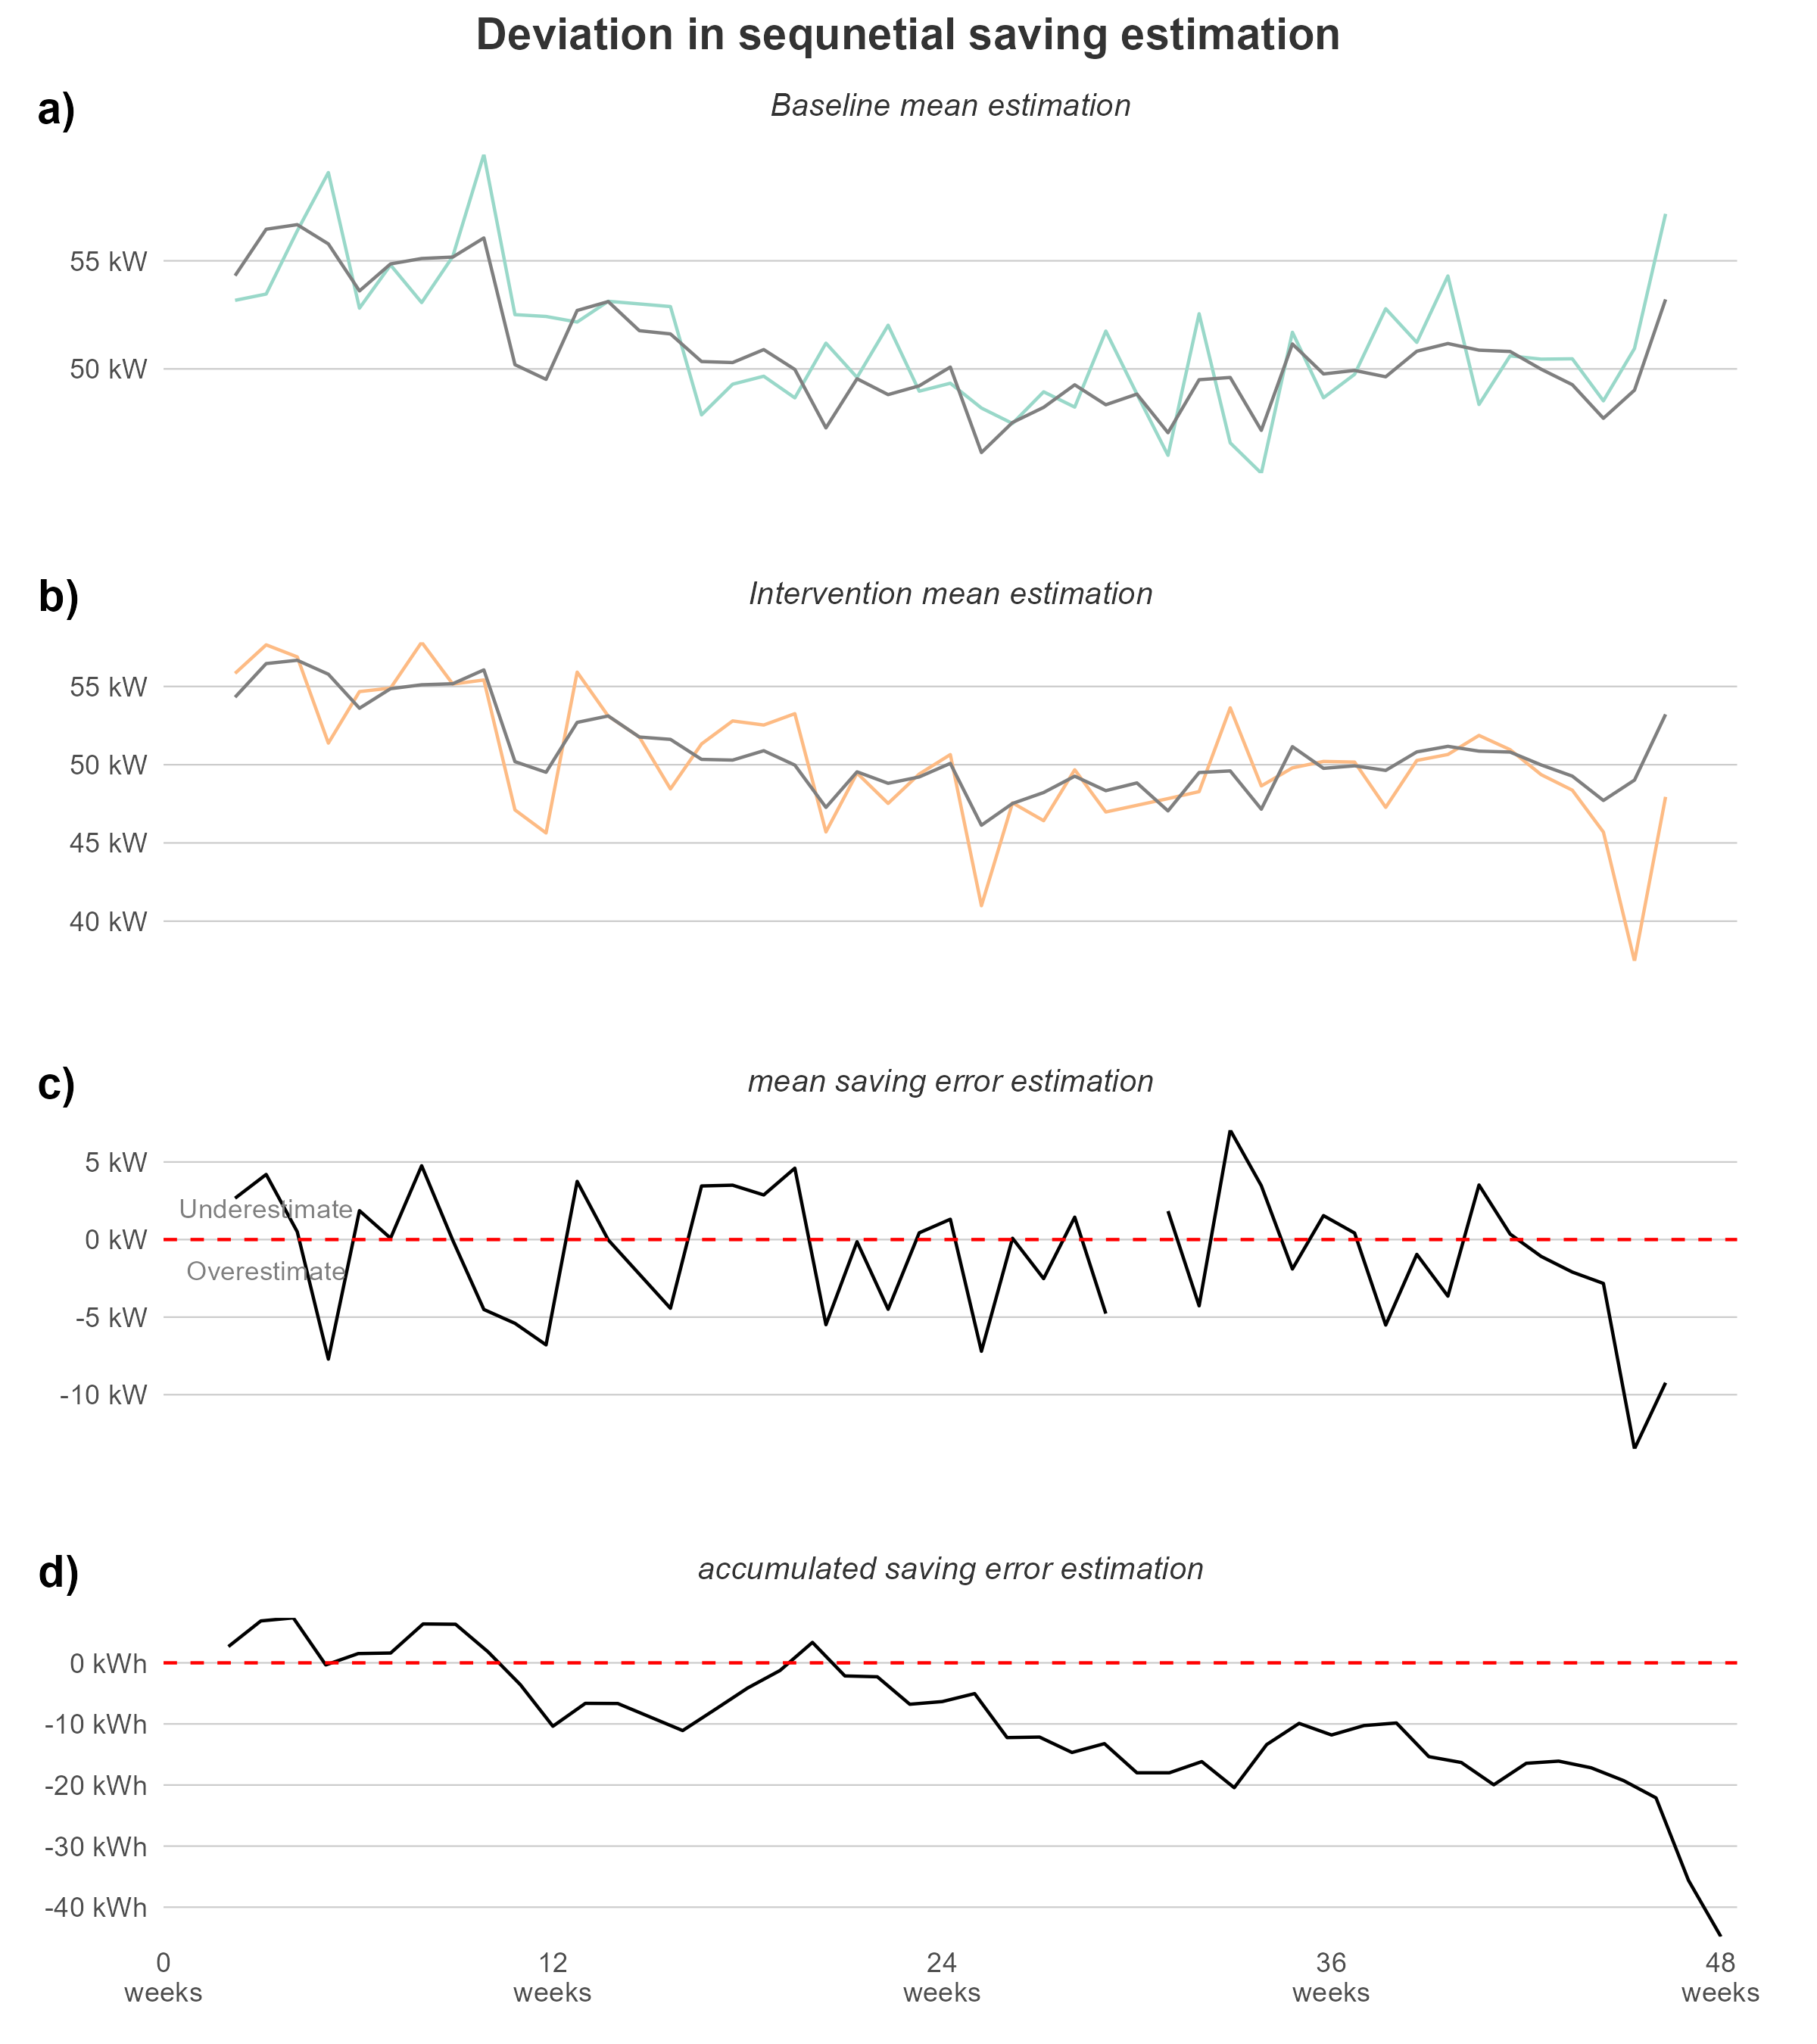 Deviation in sequnetial saving estimation
a)
Baseline mean estimation
55 kW
50 kW
b)
Intervention mean estimation
55 kW
50 kW
45 kW
40 kW
c)
mean saving error estimation
5 kW
Underestimate
0 kW
Overestimate
-5 kW
-10 kW
d)
accumulated saving error estimation
0 kWh
-10 kWh
-20 kWh
-30 kWh
-40 kWh
0 12 24 36 48
weeks weeks weeks weeks weeks